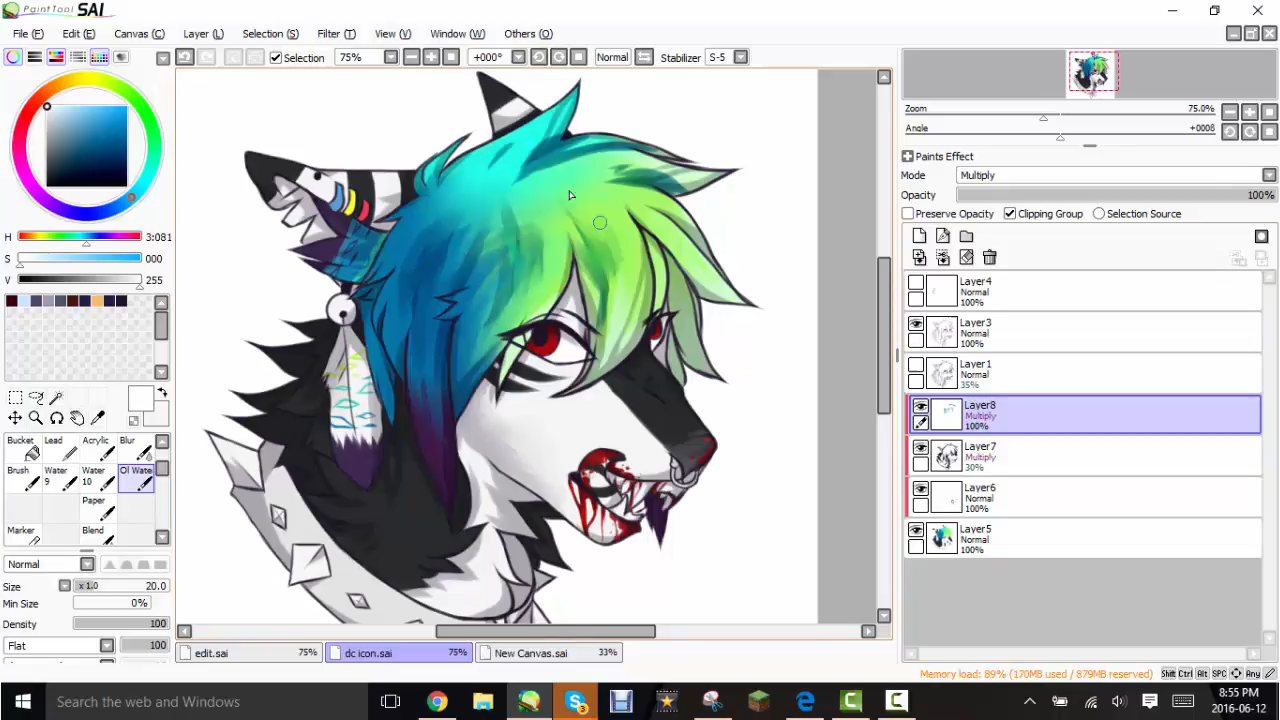 PaintTool SAI
File (F) Edit (E) Canvas (C) Layer (L) Selection (S) Filter (T) View (V) Window (W) Others (O)
Selection 75% +000° Normal Stabilizer S-5
Zoom 75.0%
Angle +0008
Paints Effect
Mode Multiply
Opacity 100%
Preserve Opacity Clipping Group Selection Source
H 3:081
S 000
V 255
Layer4
Normal
100%
Layer3
Normal
100%
Layer1
Normal
35%
Layer8
Multiply
100%
Layer7
Multiply
30%
Layer6
Normal
100%
Layer5
Normal
100%
Bucket Lead Acrylic Blur
Brush Water 9 Water 10 Ol Wate
Paper
Marker Blend
Normal
Size x 1.0 20.0
Min Size 0%
Density 100
Flat 100
edit.sai 75% dc icon.sai 75% New Canvas.sai 33%
Memory load: 89% (170MB used / 879MB reserved) Shift Ctrl Alt SPC Any
Search the web and Windows
3
8:55 PM
2016-06-12